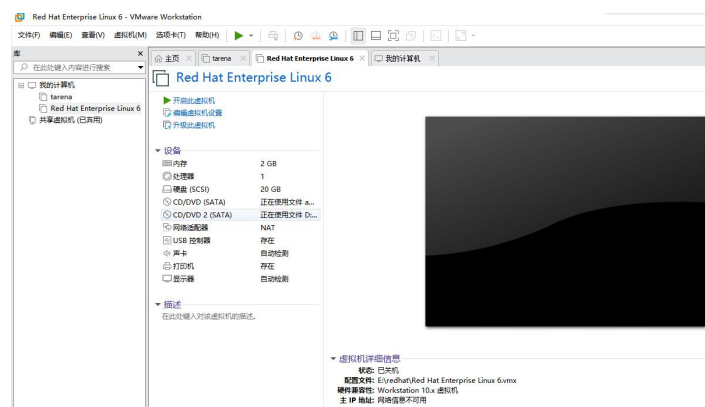 Red Hat Enterprise Linux 6 - VMware Workstation
文件(F) 编辑(E) 查看(V) 虚拟机(M) 选项卡(T) 帮助(H)
库
在此处键入内容进行搜索
我的计算机
tarena
Red Hat Enterprise Linux 6
共享虚拟机 (已弃用)
主页 tarena Red Hat Enterprise Linux 6 我的计算机
Red Hat Enterprise Linux 6
开启此虚拟机
编辑虚拟机设置
升级此虚拟机
设备
内存 2 GB
处理器 1
硬盘 (SCSI) 20 GB
CD/DVD (SATA) 正在使用文件 a...
CD/DVD 2 (SATA) 正在使用文件 D:...
网络适配器 NAT
USB 控制器 存在
声卡 自动检测
打印机 存在
显示器 自动检测
描述
在此处键入对该虚拟机的描述。
虚拟机详细信息
状态: 已关机
配置文件: E:\redhat\Red Hat Enterprise Linux 6.vmx
硬件兼容性: Workstation 10.x 虚拟机
主 IP 地址: 网络信息不可用